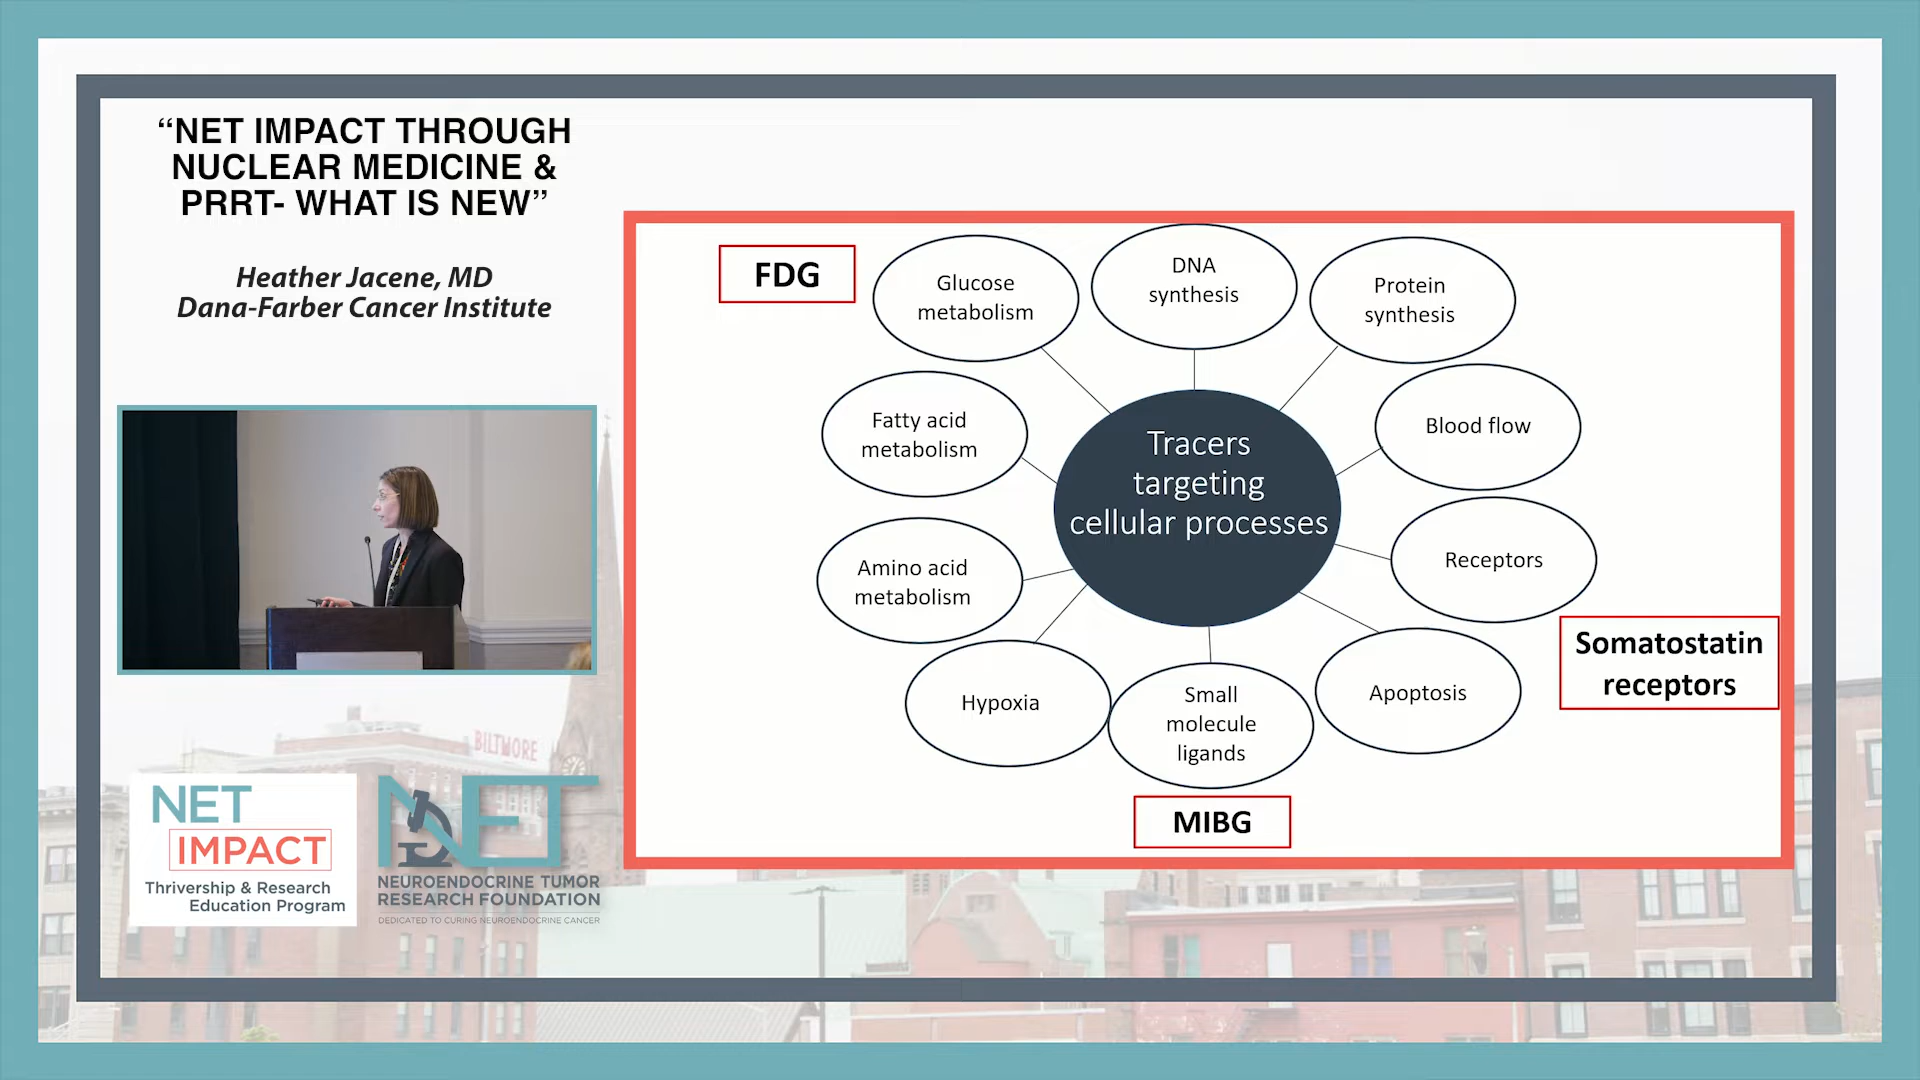 “NET IMPACT THROUGH
NUCLEAR MEDICINE &
PRRT- WHAT IS NEW”
Heather Jacene, MD
Dana-Farber Cancer Institute
FDG
Glucose
metabolism
DNA
synthesis
Protein
synthesis
Fatty acid
metabolism
Blood flow
Tracers
targeting
cellular processes
Amino acid
metabolism
Receptors
Somatostatin
receptors
Hypoxia
Small
molecule
ligands
Apoptosis
MIBG
BILTMORE
NET
IMPACT
Thrivership & Research
Education Program
NET
NEUROENDOCRINE TUMOR
RESEARCH FOUNDATION
DEDICATED TO CURING NEUROENDOCRINE CANCER